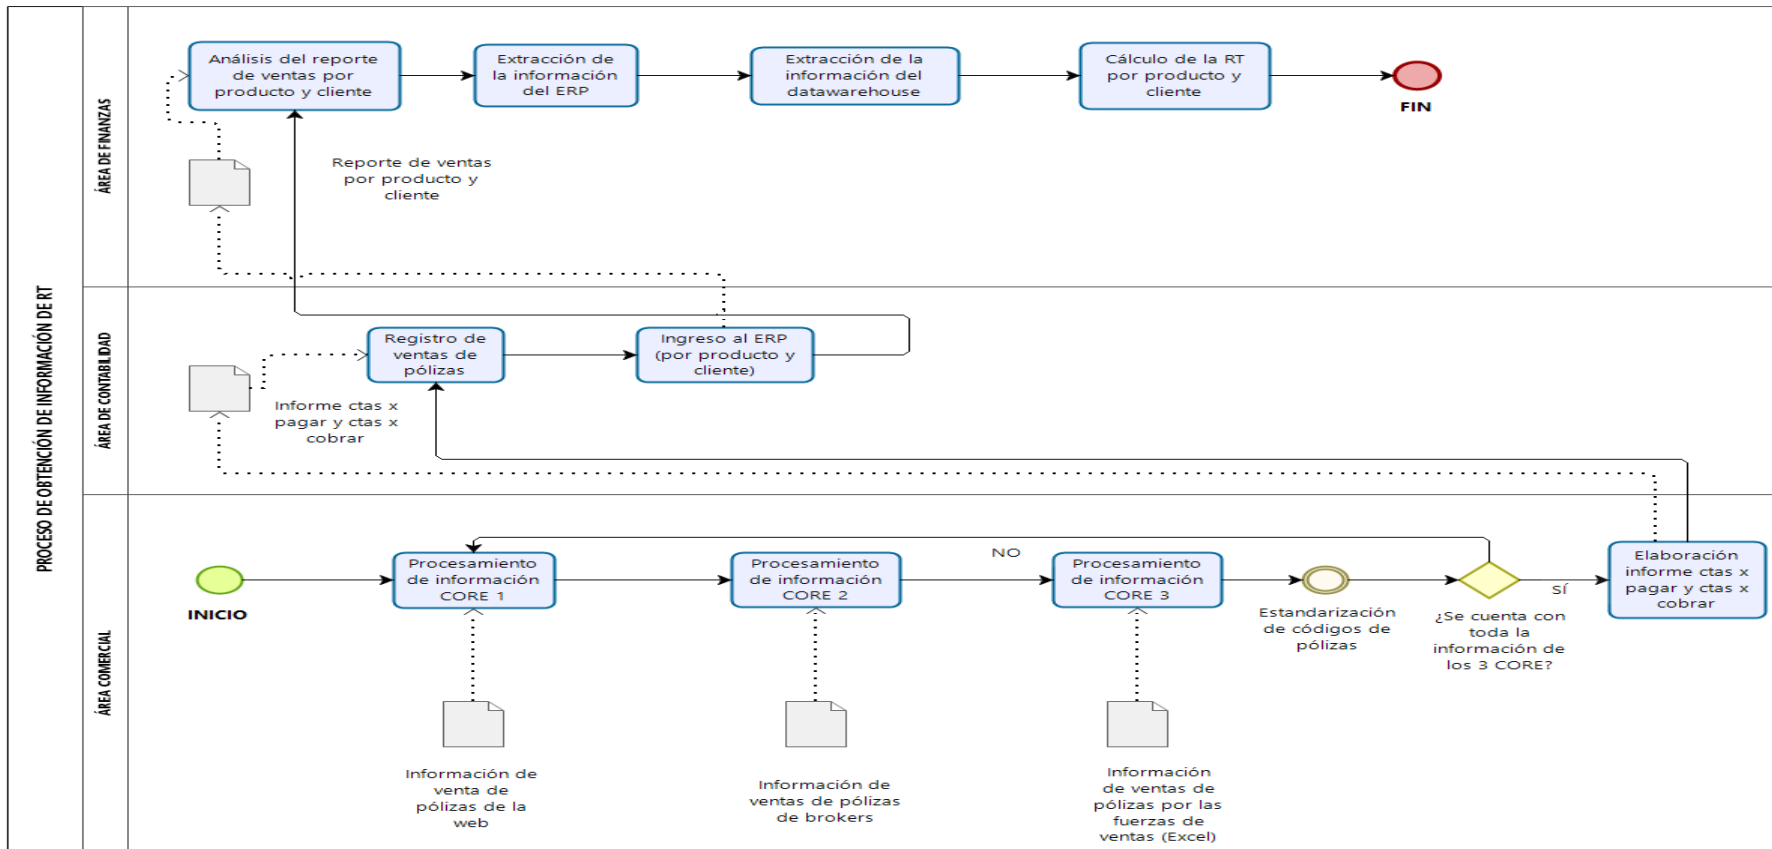 PROCESO DE OBTENCIÓN DE INFORMACIÓN DE RT
ÁREA DE FINANZAS
Análisis del reporte
de ventas por
producto y cliente
Extracción de
la información
del ERP
Extracción de la
información del
datawarehouse
Cálculo de la RT
por producto y
cliente
FIN
Reporte de ventas
por producto y
cliente
ÁREA DE CONTABILIDAD
Registro de
ventas de
pólizas
Ingreso al ERP
(por producto y
cliente)
Informe ctas x
pagar y ctas x
cobrar
ÁREA COMERCIAL
INICIO
Procesamiento
de información
CORE 1
Procesamiento
de información
CORE 2
NO
Procesamiento
de información
CORE 3
Estandarización
de códigos de
pólizas
¿Se cuenta con
toda la
información de
los 3 CORE?
SÍ
Elaboración
informe ctas x
pagar y ctas x
cobrar
Información de
venta de
pólizas de la
web
Información de
ventas de pólizas
de brokers
Información
de ventas de
pólizas por las
fuerzas de
ventas (Excel)